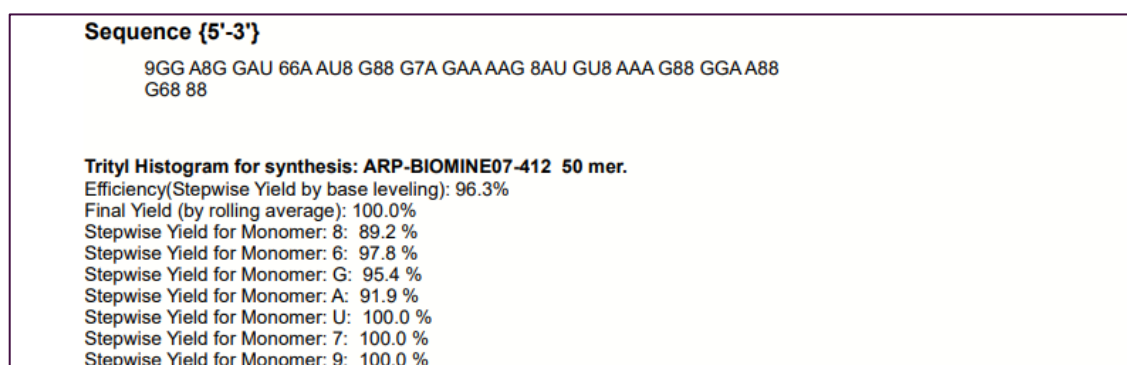 Sequence {5'-3'}
9GG A8G GAU 66A AU8 G88 G7A GAA AAG 8AU GU8 AAA G88 GGA A88
G68 88
Trityl Histogram for synthesis: ARP-BIOMINE07-412 50 mer.
Efficiency(Stepwise Yield by base leveling): 96.3%
Final Yield (by rolling average): 100.0%
Stepwise Yield for Monomer: 8: 89.2 %
Stepwise Yield for Monomer: 6: 97.8 %
Stepwise Yield for Monomer: G: 95.4 %
Stepwise Yield for Monomer: A: 91.9 %
Stepwise Yield for Monomer: U: 100.0 %
Stepwise Yield for Monomer: 7: 100.0 %
Stepwise Yield for Monomer: 9: 100.0 %